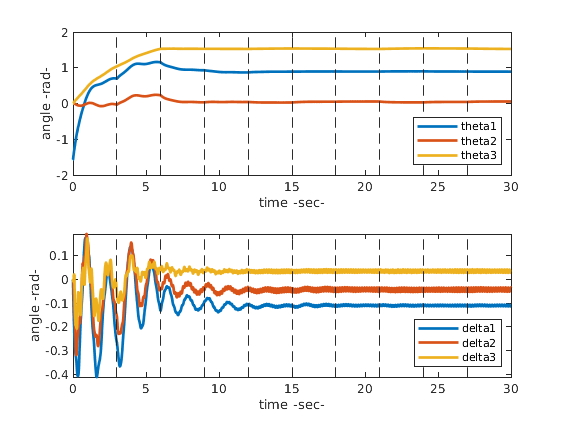 2
1
0
-1
-2
angle -rad-
theta1
theta2
theta3
0 5 10 15 20 25 30
time -sec-
0.1
0
-0.1
-0.2
-0.3
-0.4
angle -rad-
delta1
delta2
delta3
0 5 10 15 20 25 30
time -sec-